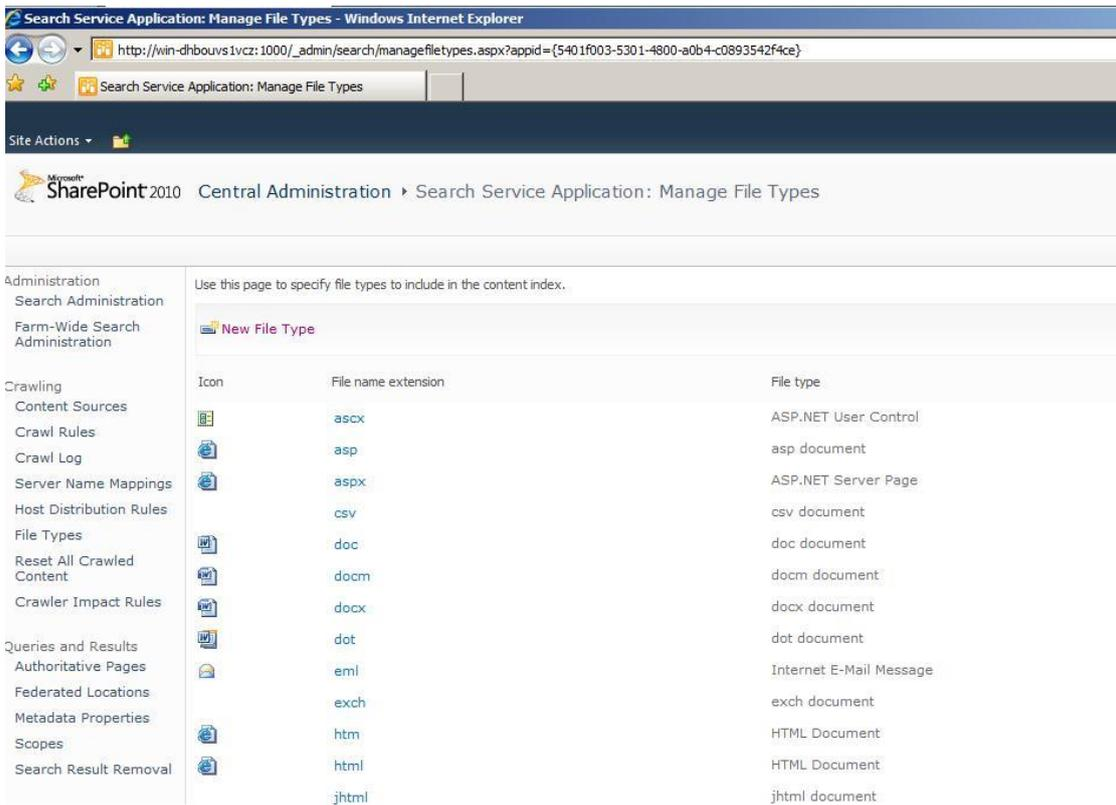 Search Service Application: Manage File Types - Windows Internet Explorer
http://win-dhbouvs1vcz:1000/_admin/search/managefiletypes.aspx?appid={5401f003-5301-4800-a0b4-c0893542f4ce}
Search Service Application: Manage File Types
Site Actions
Microsoft SharePoint 2010 Central Administration Search Service Application: Manage File Types
Administration
Search Administration
Farm-Wide Search
Administration
Crawling
Content Sources
Crawl Rules
Crawl Log
Server Name Mappings
Host Distribution Rules
File Types
Reset All Crawled
Content
Crawler Impact Rules
Queries and Results
Authoritative Pages
Federated Locations
Metadata Properties
Scopes
Search Result Removal
Use this page to specify file types to include in the content index.
New File Type
Icon File name extension File type
ascx ASP.NET User Control
asp asp document
aspx ASP.NET Server Page
csv csv document
doc doc document
docm docm document
docx docx document
dot dot document
eml Internet E-Mail Message
exch exch document
htm HTML Document
html HTML Document
jhtml jhtml document